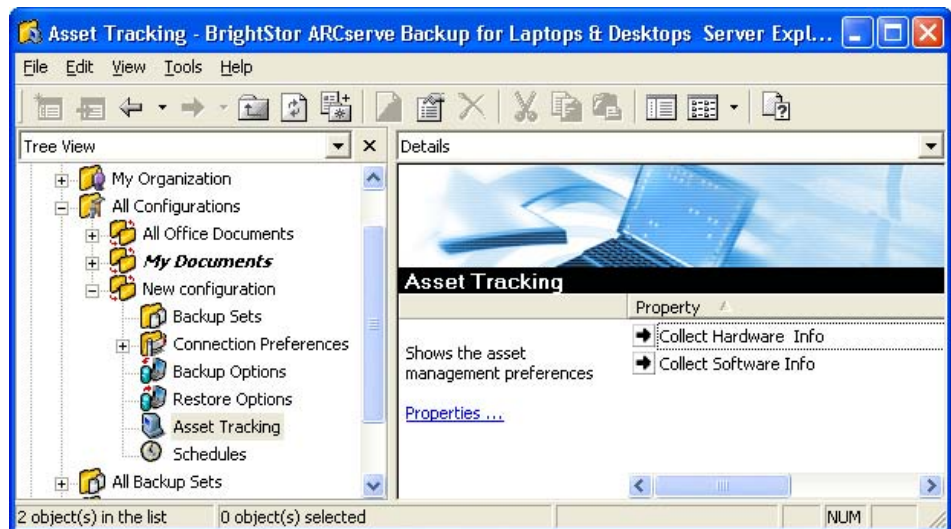 Asset Tracking - BrightStor ARCserve Backup for Laptops & Desktops Server Expl...
File Edit View Tools Help
Tree View
My Organization
All Configurations
All Office Documents
My Documents
New configuration
Backup Sets
Connection Preferences
Backup Options
Restore Options
Asset Tracking
Schedules
All Backup Sets
Details
Asset Tracking
Property
Shows the asset
management preferences
Properties ...
Collect Hardware Info
Collect Software Info
2 object(s) in the list 0 object(s) selected NUM